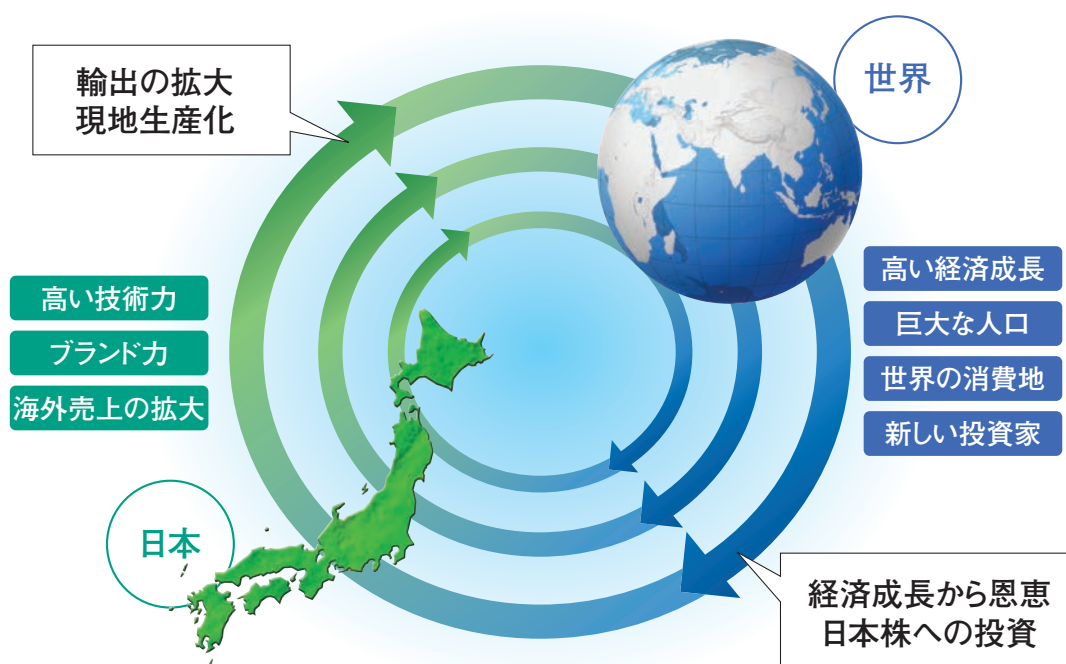 輸出の拡大
現地生産化
世界
高い技術力
ブランド力
海外売上の拡大
高い経済成長
巨大な人口
世界の消費地
新しい投資家
日本
経済成長から恩恵
日本株への投資